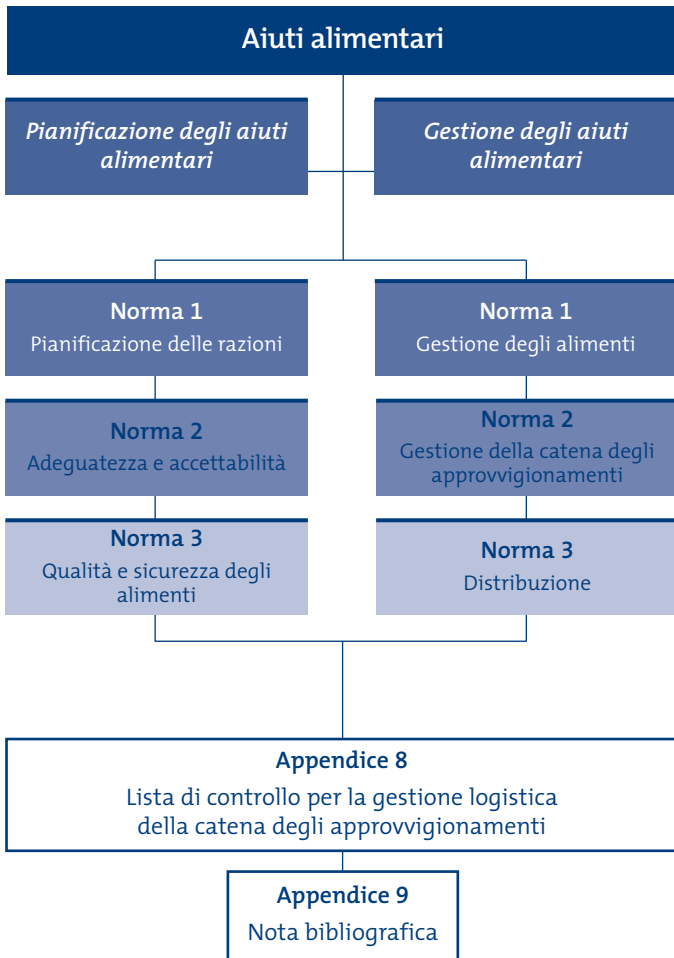 Aiuti alimentari
Pianificazione degli aiuti
alimentari
Gestione degli aiuti
alimentari
Norma 1
Pianificazione delle razioni
Norma 1
Gestione degli alimenti
Norma 2
Adeguatezza e accettabilità
Norma 2
Gestione della catena degli
approvvigionamenti
Norma 3
Qualità e sicurezza degli
alimenti
Norma 3
Distribuzione
Appendice 8
Lista di controllo per la gestione logistica
della catena degli approvvigionamenti
Appendice 9
Nota bibliografica